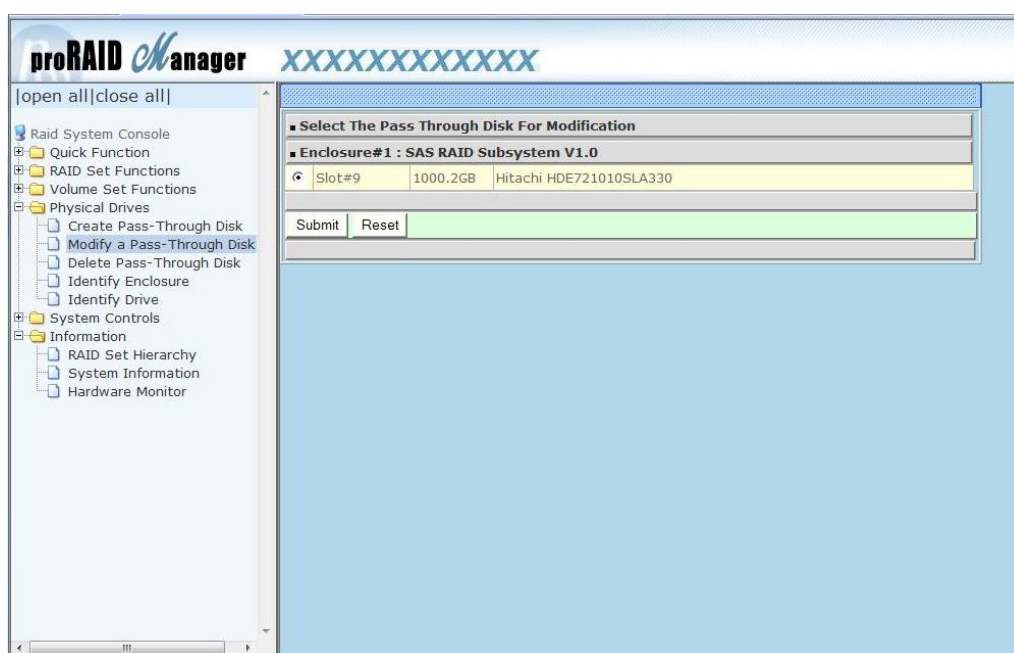 proRAID Manager XXXXXXXXXXXX
|open all|close all|
Raid System Console
Quick Function
RAID Set Functions
Volume Set Functions
Physical Drives
Create Pass-Through Disk
Modify a Pass-Through Disk
Delete Pass-Through Disk
Identify Enclosure
Identify Drive
System Controls
Information
RAID Set Hierarchy
System Information
Hardware Monitor
▪ Select The Pass Through Disk For Modification
▪ Enclosure#1 : SAS RAID Subsystem V1.0
Slot#9 1000.2GB Hitachi HDE721010SLA330
Submit Reset